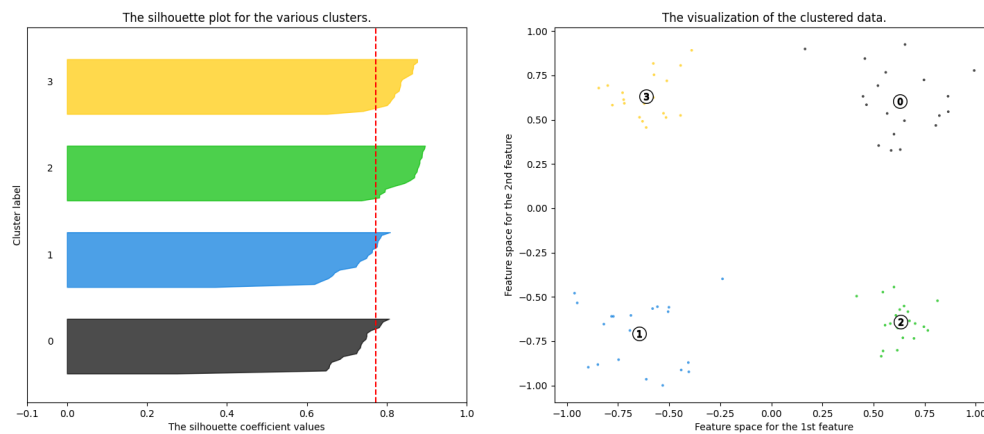 The silhouette plot for the various clusters.
3
2
1
0
Cluster label
−0.1 0.0 0.2 0.4 0.6 0.8 1.0
The silhouette coefficient values
The visualization of the clustered data.
1.00
0.75
0.50
0.25
0.00
−0.25
−0.50
−0.75
−1.00
Feature space for the 2nd feature
3
0
2
1
−1.00 −0.75 −0.50 −0.25 0.00 0.25 0.50 0.75 1.00
Feature space for the 1st feature